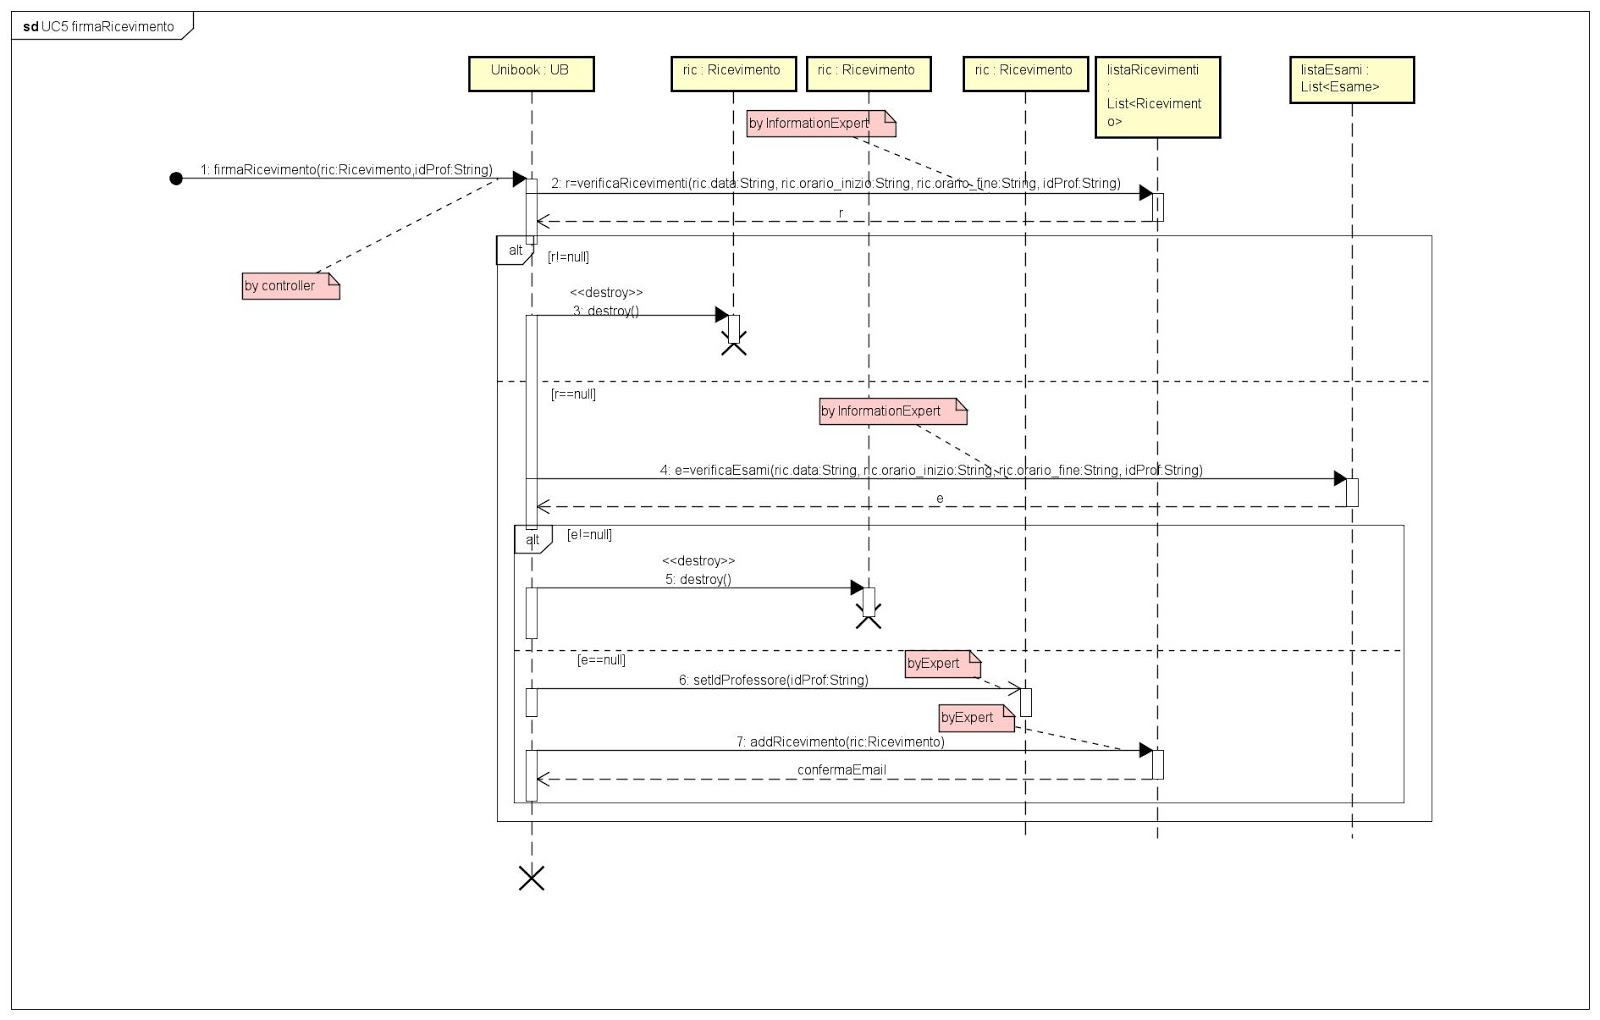 sd UC5 firmaRicevimento
Unibook : UB
ric : Ricevimento
ric : Ricevimento
ric : Ricevimento
listaRicevimenti
:
List<Riceviment
o>
listaEsami :
List<Esame>
by InformationExpert
1: firmaRicevimento(ric:Ricevimento,idProf:String)
2: r=verificaRicevimenti(ric.data:String, ric.orario_inizio:String, ric.orario_fine:String, idProf:String)
r
alt
[r!=null]
by controller
<<destroy>>
3: destroy()
[r==null]
by InformationExpert
4: e=verificaEsami(ric.data:String, ric.orario_inizio:String, ric.orario_fine:String, idProf:String)
e
alt
[e!=null]
<<destroy>>
5: destroy()
[e==null]
byExpert
6: setIdProfessore(idProf:String)
byExpert
7: addRicevimento(ric:Ricevimento)
confermaEmail